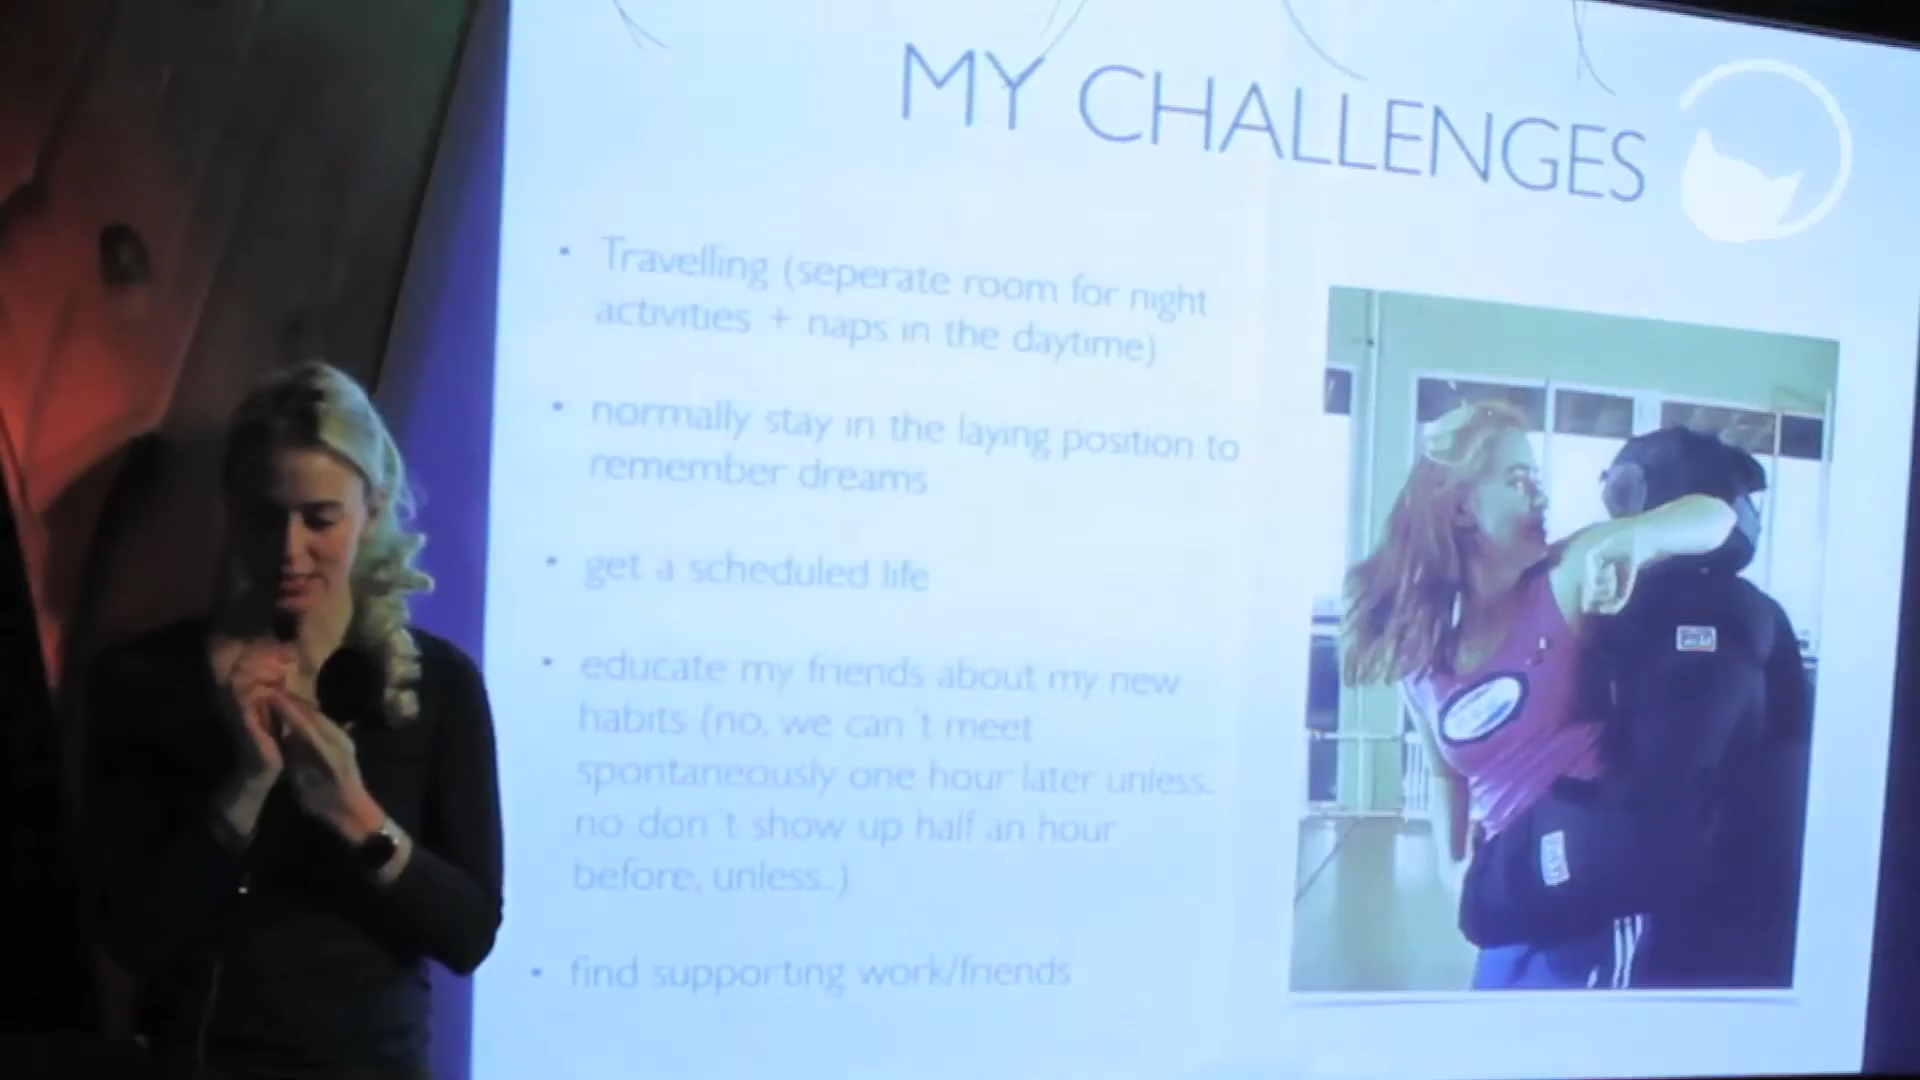 MY CHALLENGES
• Travelling (seperate room for night
activities + naps in the daytime)
• normally stay in the laying position to
remember dreams
• get a scheduled life
• educate my friends about my new
habits (no, we can´t meet
spontaneously one hour later unless..
no don´t show up half an hour
before, unless..)
• find supporting work/friends